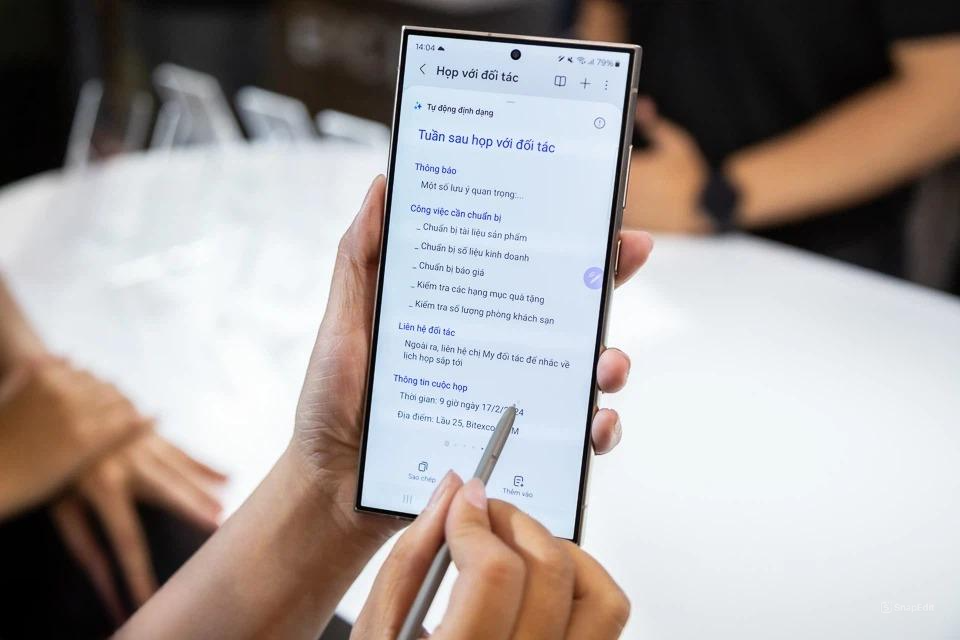 14:04
79%
Họp với đối tác
Tự động định dạng
Tuần sau họp với đối tác
Thông báo
Một số lưu ý quan trọng:...
Công việc cần chuẩn bị
_ Chuẩn bị tài liệu sản phẩm
_ Chuẩn bị số liệu kinh doanh
_ Chuẩn bị báo giá
_ Kiểm tra các hạng mục quà tặng
_ Kiểm tra số lượng phòng khách sạn
Liên hệ đối tác
Ngoài ra, liên hệ chị My đối tác để nhắc về
lịch họp sắp tới
Thông tin cuộc họp
Thời gian: 9 giờ ngày 17/2/
Địa điểm: Lầu 25, Bitexco
Sao chép
Thêm vào
SnapEdit